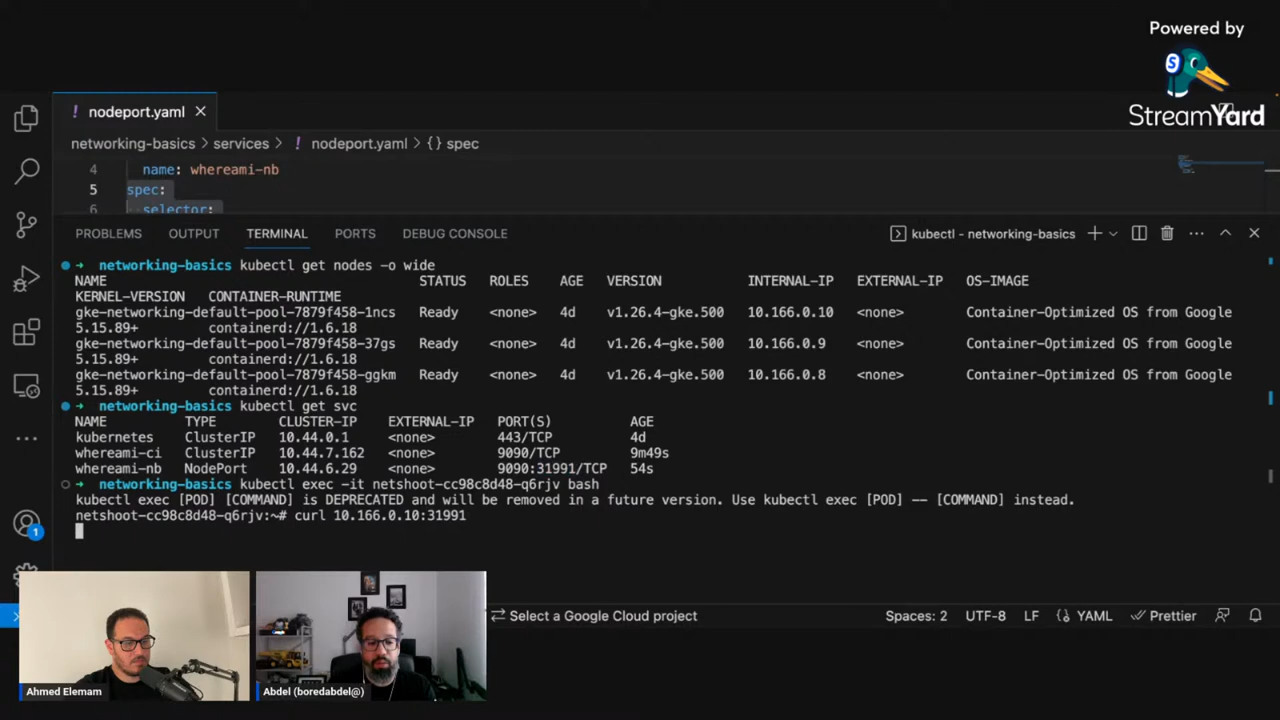 Powered by
StreamYard
! nodeport.yaml
networking-basics > services > ! nodeport.yaml > {} spec
4 name: whereami-nb
5 spec:
6 selector:
PROBLEMS OUTPUT TERMINAL PORTS DEBUG CONSOLE kubectl - networking-basics
➜ networking-basics kubectl get nodes -o wide
NAME STATUS ROLES AGE VERSION INTERNAL-IP EXTERNAL-IP OS-IMAGE
KERNEL-VERSION CONTAINER-RUNTIME
gke-networking-default-pool-7879f458-1ncs Ready <none> 4d v1.26.4-gke.500 10.166.0.10 <none> Container-Optimized OS from Google
5.15.89+ containerd://1.6.18
gke-networking-default-pool-7879f458-37gs Ready <none> 4d v1.26.4-gke.500 10.166.0.9 <none> Container-Optimized OS from Google
5.15.89+ containerd://1.6.18
gke-networking-default-pool-7879f458-ggkm Ready <none> 4d v1.26.4-gke.500 10.166.0.8 <none> Container-Optimized OS from Google
5.15.89+ containerd://1.6.18
➜ networking-basics kubectl get svc
NAME TYPE CLUSTER-IP EXTERNAL-IP PORT(S) AGE
kubernetes ClusterIP 10.44.0.1 <none> 443/TCP 4d
whereami-ci ClusterIP 10.44.7.162 <none> 9090/TCP 9m49s
whereami-nb NodePort 10.44.6.29 <none> 9090:31991/TCP 54s
➜ networking-basics kubectl exec -it netshoot-cc98c8d48-q6rjv bash
kubectl exec [POD] [COMMAND] is DEPRECATED and will be removed in a future version. Use kubectl exec [POD] -- [COMMAND] instead.
netshoot-cc98c8d48-q6rjv:~# curl 10.166.0.10:31991
1
Select a Google Cloud project Spaces: 2 UTF-8 LF {} YAML Prettier
Ahmed Elemam
Abdel (boredabdel@)